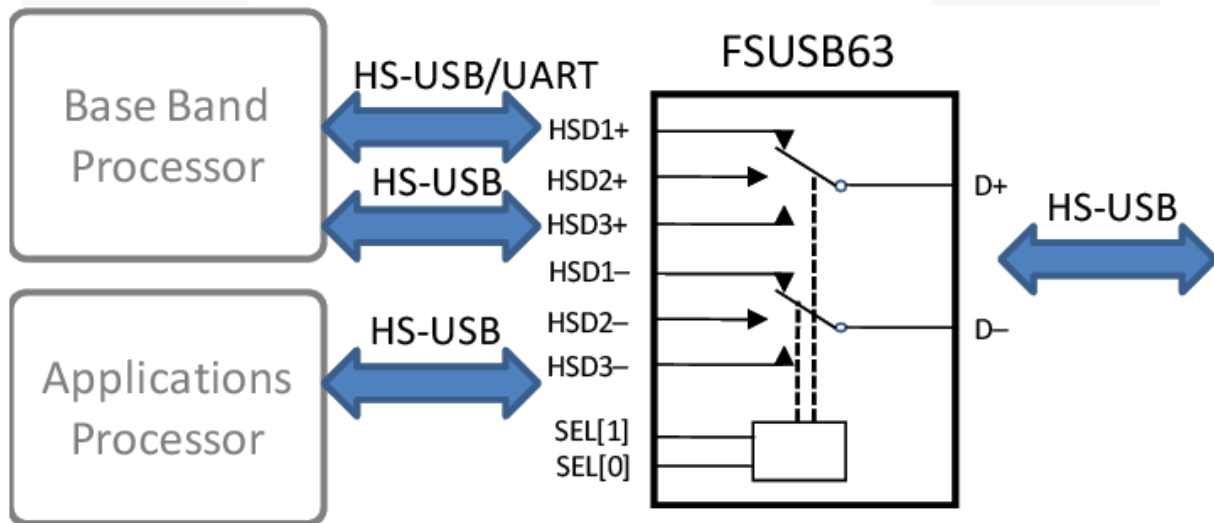 Base Band
Processor
HS-USB/UART
HS-USB
Applications
Processor
HS-USB
FSUSB63
HSD1+
HSD2+
HSD3+
HSD1–
HSD2–
HSD3–
SEL[1]
SEL[0]
D+
D–
HS-USB